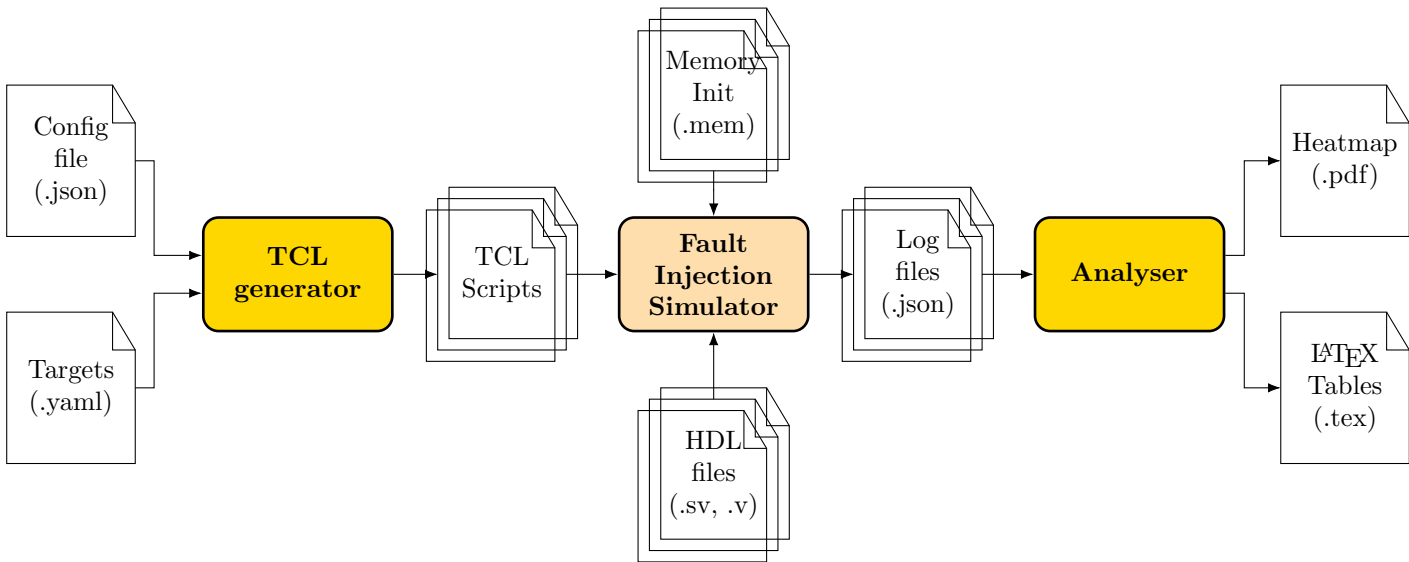 Config
file
(.json)
Targets
(.yaml)
TCL
generator
TCL
Scripts
Memory
Init
(.mem)
Fault
Injection
Simulator
HDL
files
(.sv, .v)
Log
files
(.json)
Analyser
Heatmap
(.pdf)
LATEX
Tables
(.tex)